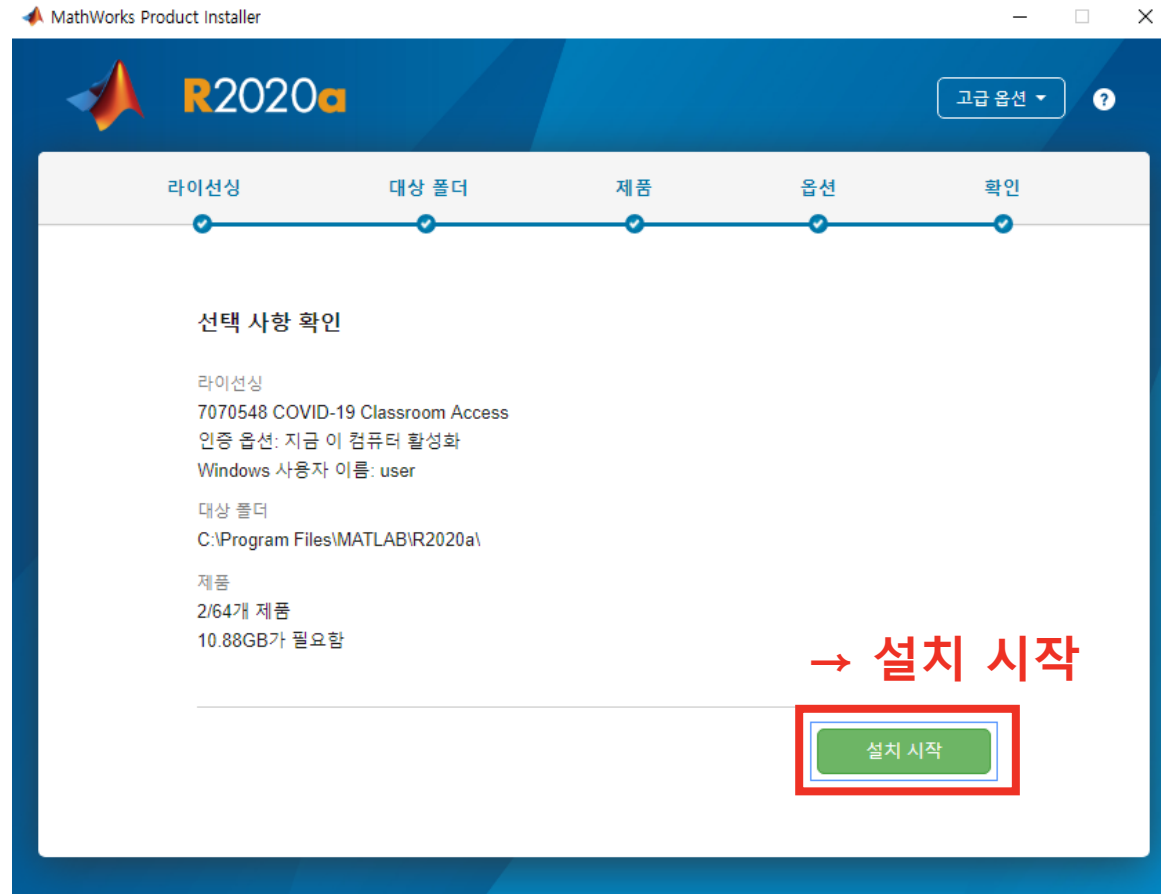 MathWorks Product Installer
R2020a
고급 옵션
?
라이선싱 대상 폴더 제품 옵션 확인
선택 사항 확인
라이선싱
7070548 COVID-19 Classroom Access
인증 옵션: 지금 이 컴퓨터 활성화
Windows 사용자 이름: user
대상 폴더
C:\Program Files\MATLAB\R2020a\
제품
2/64개 제품
10.88GB가 필요함
→ 설치 시작
설치 시작